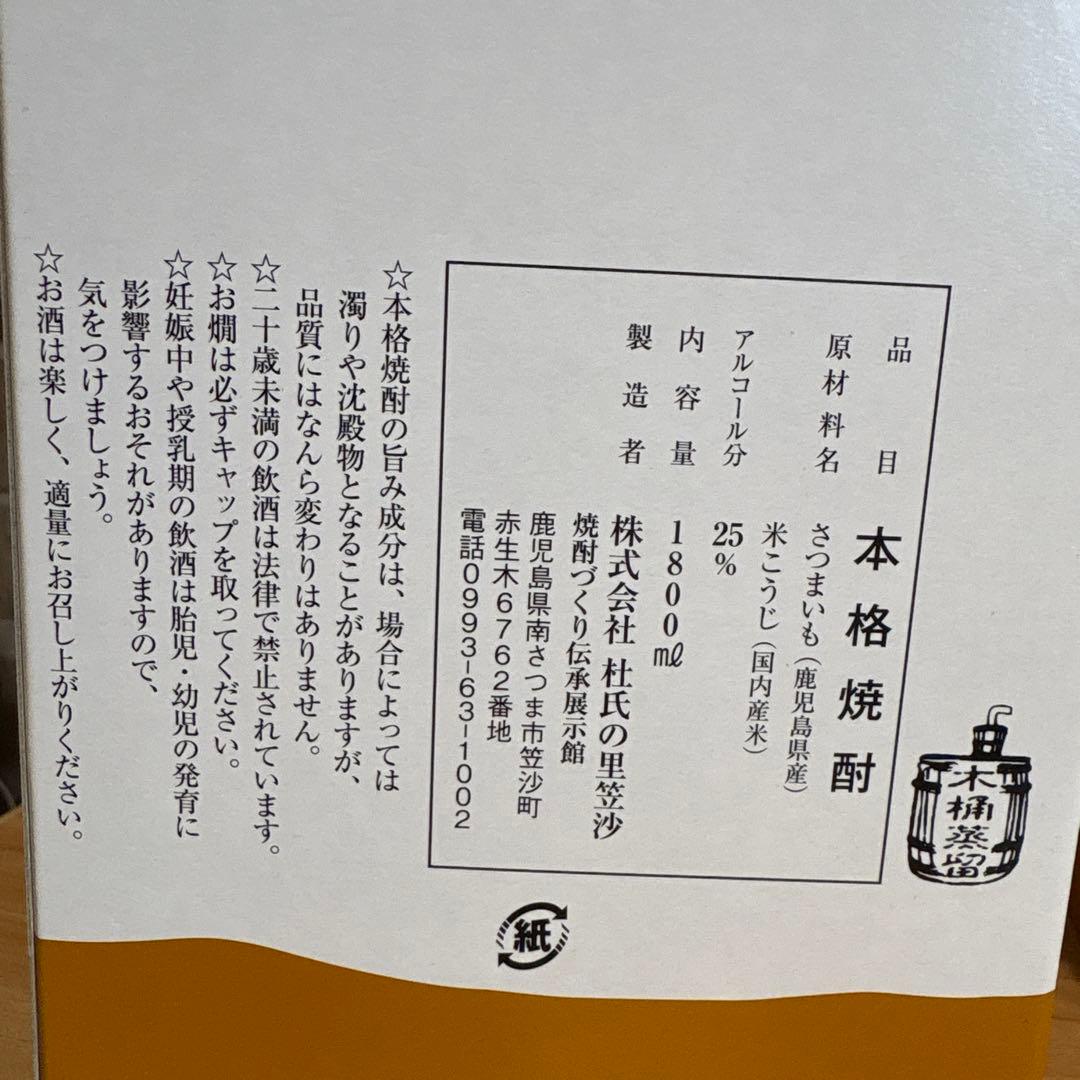 品目 本格焼酎
原材料名 さつまいも（鹿児島県産）
米こうじ（国内産米）
アルコール分 25%
内容量 1800㎖
製造者 株式会社 杜氏の里笠沙
焼酎づくり伝承展示館
鹿児島県南さつま市笠沙町
赤生木6762番地
電話0993-63-1002
木桶蒸留
☆本格焼酎の旨み成分は、場合によっては
濁りや沈殿物となることがありますが、
品質にはなんら変わりはありません。
☆二十歳未満の飲酒は法律で禁止されています。
☆お燗は必ずキャップを取ってください。
☆妊娠中や授乳期の飲酒は胎児・幼児の発育に
影響するおそれがありますので、
気をつけましょう。
☆お酒は楽しく、適量にお召し上がりください。
紙